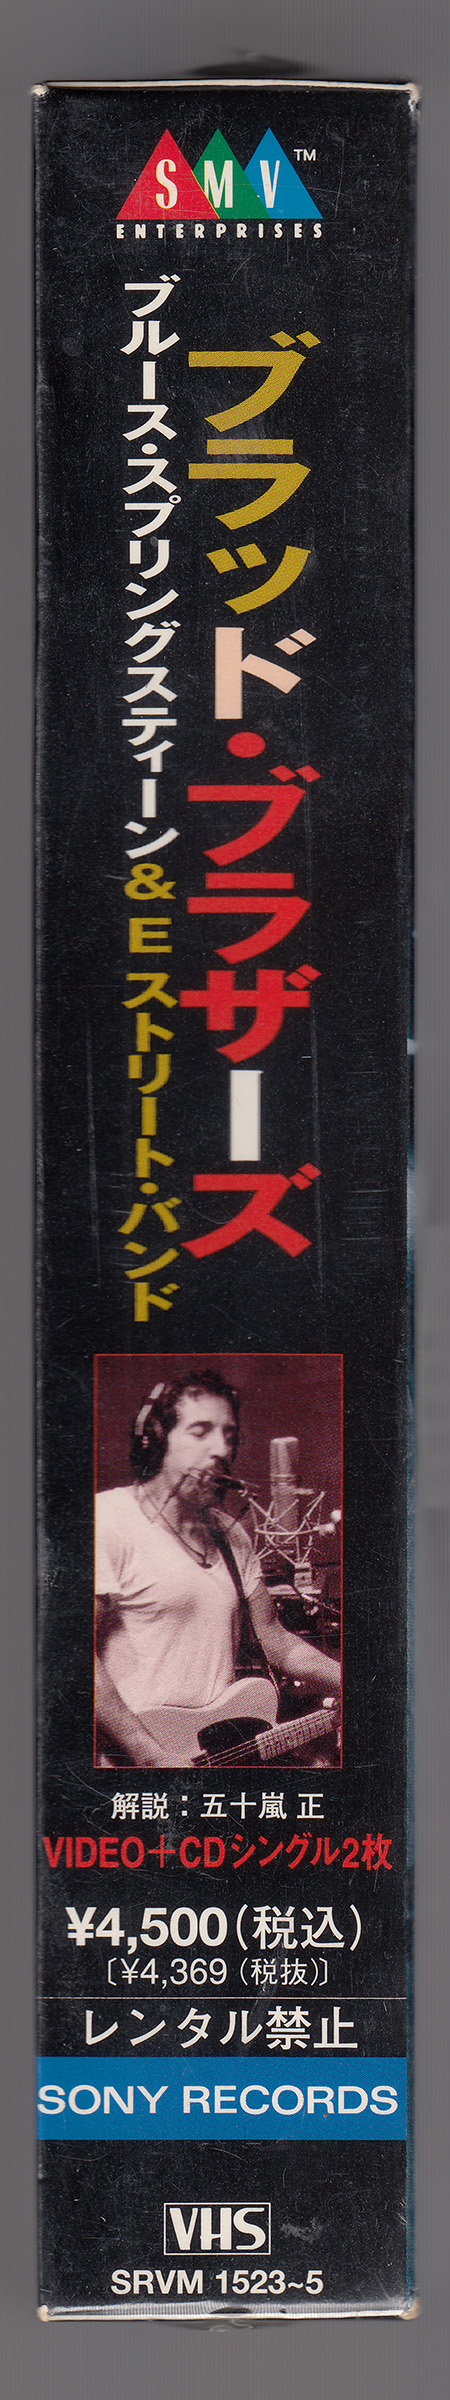 SMV™
ENTERPRISES
ブラッド・ブラザーズ
ブルース・スプリングスティーン&Eストリート・バンド
解説:五十嵐 正
VIDEO+CDシングル2枚
¥4,500(税込)
〔¥4,369(税抜)〕
レンタル禁止
SONY RECORDS
VHS
SRVM 1523~5